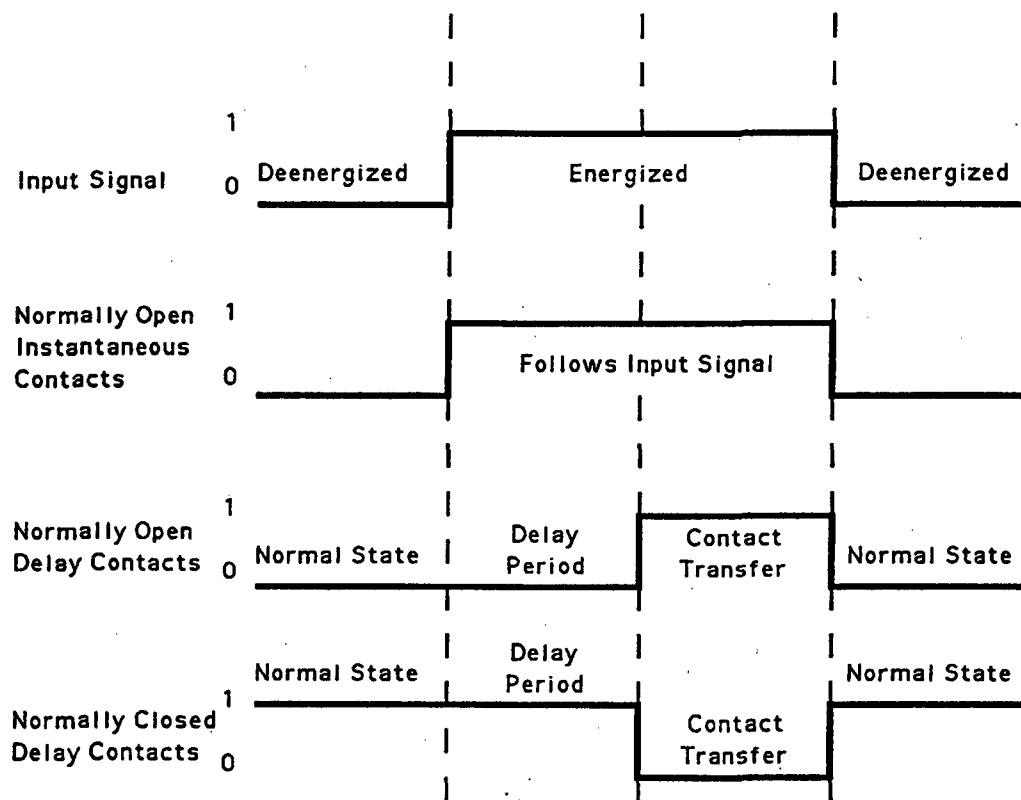 1
Input Signal
0
Deenergized
Energized
Deenergized
Normally Open
Instantaneous
Contacts
1
0
Follows Input Signal
Normally Open
Delay Contacts
1
0
Normal State
Delay
Period
Contact
Transfer
Normal State
Normally Closed
Delay Contacts
1
0
Normal State
Delay
Period
Contact
Transfer
Normal State